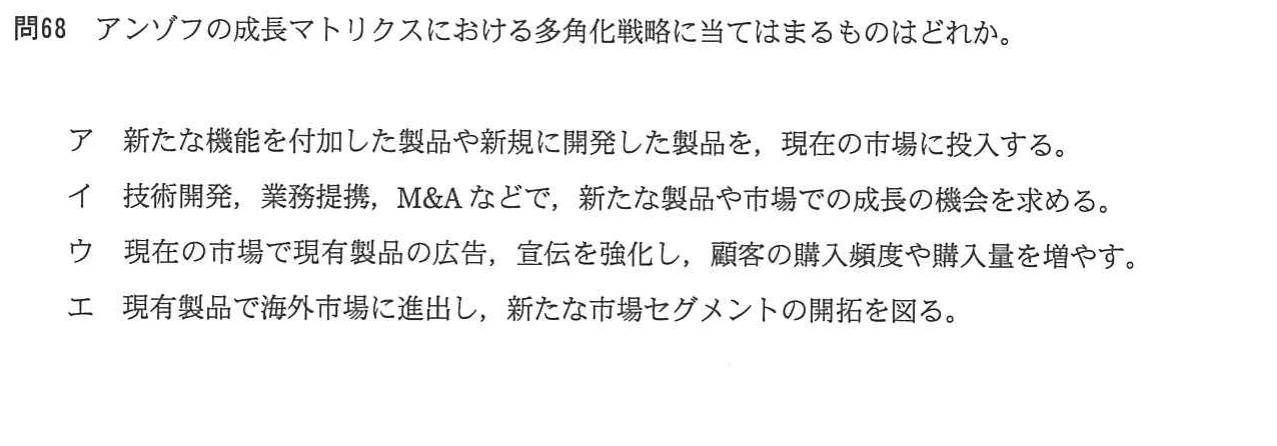 問68　アンゾフの成長マトリクスにおける多角化戦略に当てはまるものはどれか。
ア　新たな機能を付加した製品や新規に開発した製品を，現在の市場に投入する。
イ　技術開発，業務提携，M&Aなどで，新たな製品や市場での成長の機会を求める。
ウ　現在の市場で現有製品の広告，宣伝を強化し，顧客の購入頻度や購入量を増やす。
エ　現有製品で海外市場に進出し，新たな市場セグメントの開拓を図る。